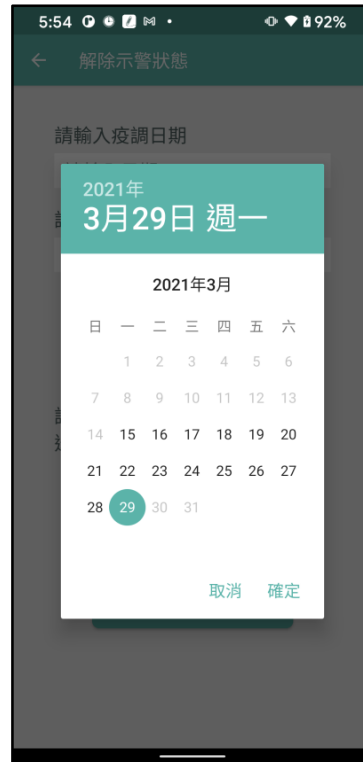 5:54 92%
解除示警狀態
請輸入疫調日期
2021年
3月29日 週一
2021年3月
日 一 二 三 四 五 六
1 2 3 4 5 6
7 8 9 10 11 12 13
14 15 16 17 18 19 20
21 22 23 24 25 26 27
28 29 30 31
取消 確定